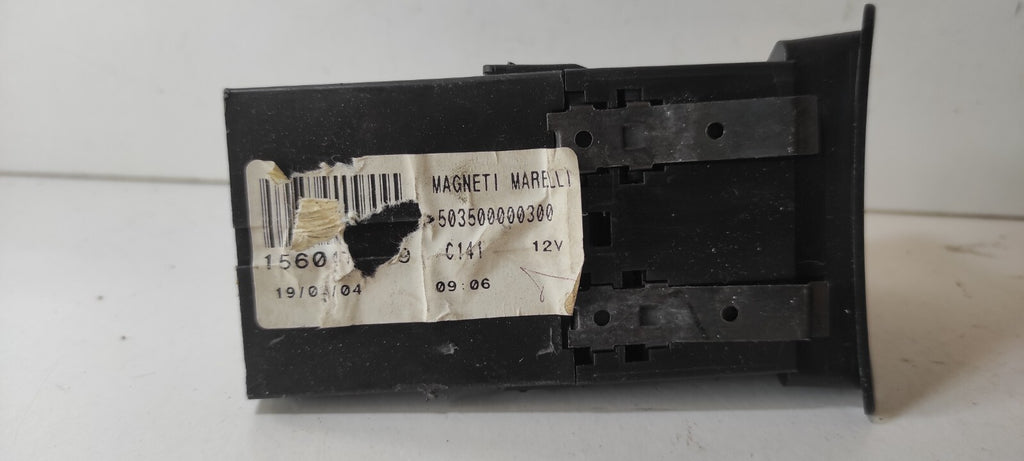 MAGNETI MARELLI
503500000300
C141 12V
09:06